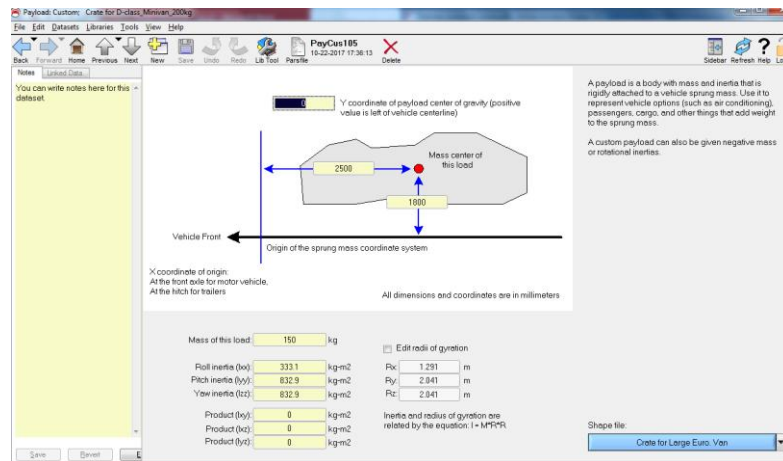 Payload: Custom; Crate for D-class_Minivan_200kg
File Edit Datasets Libraries Tools View Help
Back Forward Home Previous Next New Save Undo Redo Lib Tool Parsfile
PayCus105
10-22-2017 17:36:13
Delete
Sidebar Refresh Help
Notes Linked Data...
You can write notes here for this
dataset.
0
Y coordinate of payload center of gravity (positive
value is left of vehicle centerline)
Mass center of
this load
2500
1800
Vehicle Front
Origin of the sprung mass coordinate system
X coordinate of origin:
At the front axle for motor vehicle,
At the hitch for trailers
All dimensions and coordinates are in millimeters
A payload is a body with mass and inertia that is
rigidly attached to a vehicle sprung mass. Use it to
represent vehicle options (such as air conditioning),
passengers, cargo, and other things that add weight
to the sprung mass.
A custom payload can also be given negative mass
or rotational inertias.
Mass of this load: 150 kg
Edit radii of gyration
Roll inertia (Ixx): 333.1 kg-m2 Rx: 1.291 m
Pitch inertia (Iyy): 832.9 kg-m2 Ry: 2.041 m
Yaw inertia (Izz): 832.9 kg-m2 Rz: 2.041 m
Product (Ixy): 0 kg-m2
Product (Ixz): 0 kg-m2
Product (Iyz): 0 kg-m2
Inertia and radius of gyration are
related by the equation: I = M*R*R
Shape file:
Crate for Large Euro. Van
Save Revert